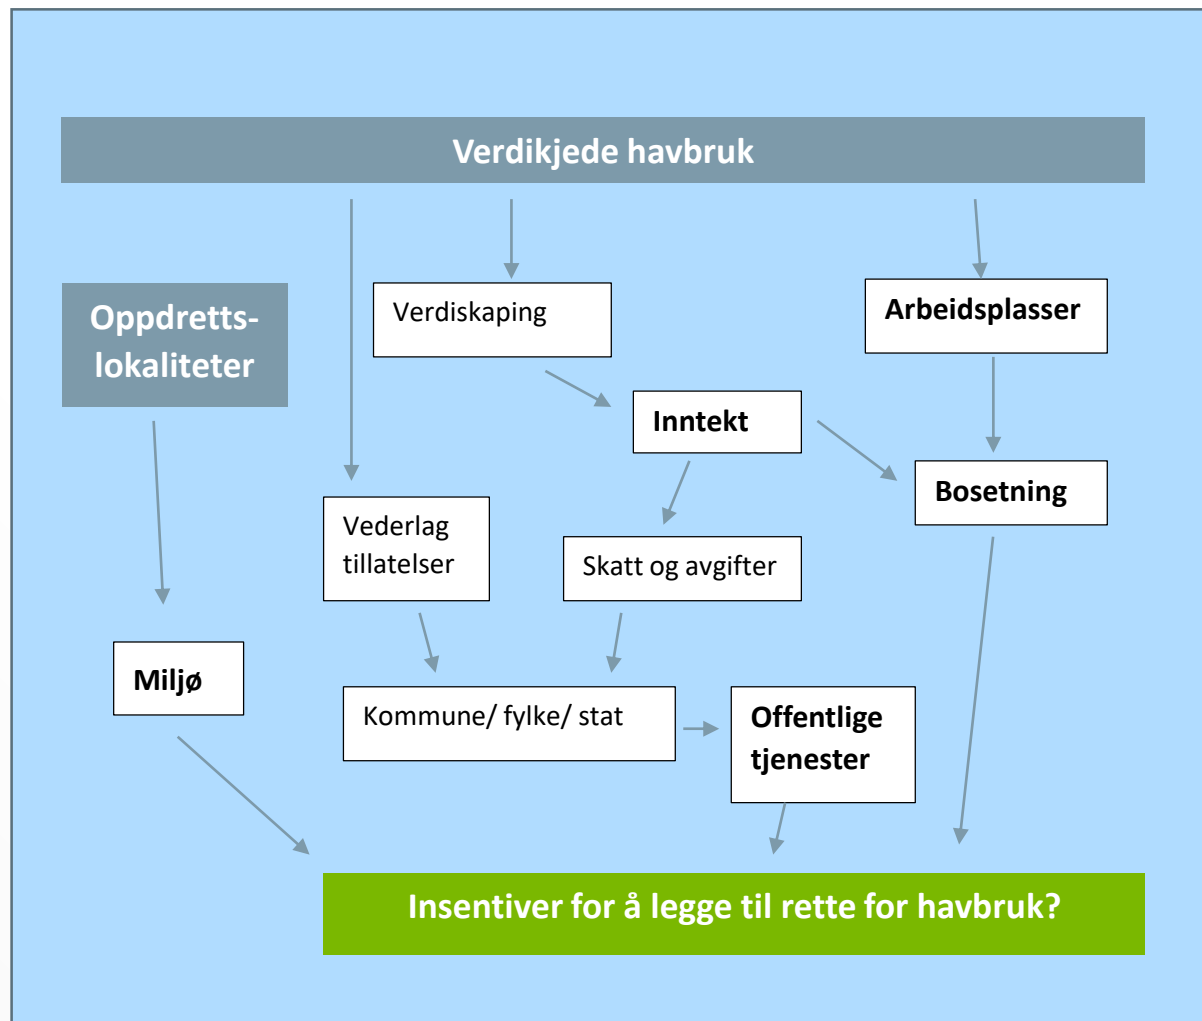 Verdikjede havbruk
Oppdretts-
lokaliteter
Verdiskaping
Arbeidsplasser
Inntekt
Bosetning
Vederlag
tillatelser
Skatt og avgifter
Miljø
Kommune/ fylke/ stat
Offentlige
tjenester
Insentiver for å legge til rette for havbruk?